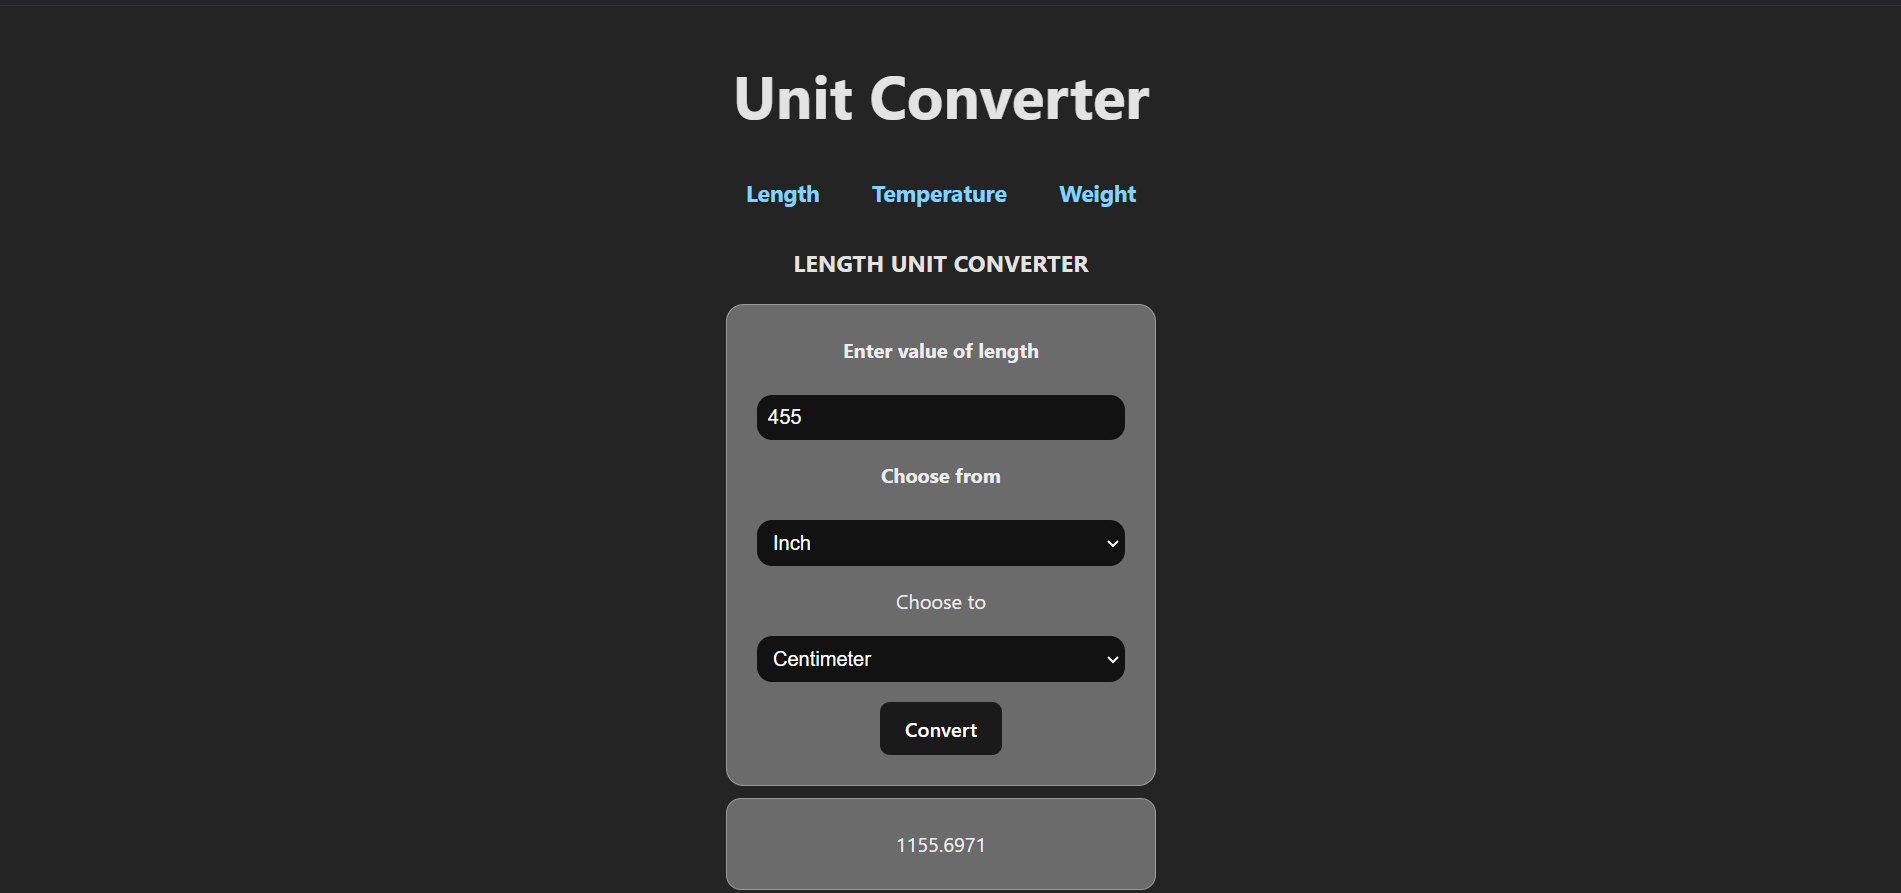 Unit Converter
Length Temperature Weight
LENGTH UNIT CONVERTER
Enter value of length
455
Choose from
Inch
Choose to
Centimeter
Convert
1155.6971